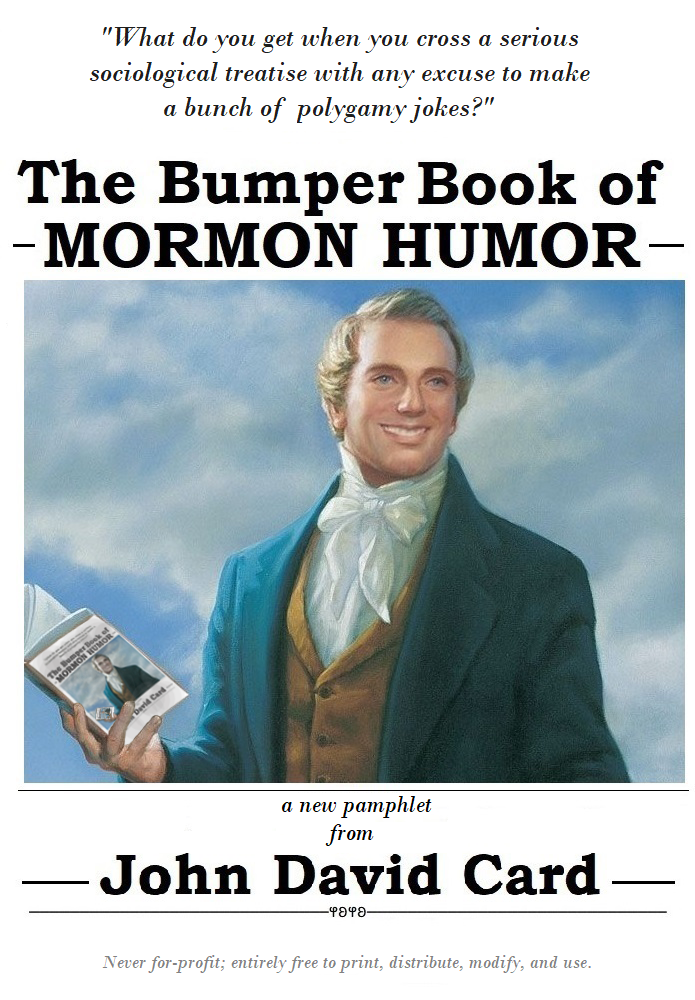 "What do you get when you cross a serious
sociological treatise with any excuse to make
a bunch of polygamy jokes?"
The Bumper Book of
-MORMON HUMOR-
The Bumper Book of
MORMON HUMOR
David Card
a new pamphlet
from
John David Card
Never for-profit; entirely free to print, distribute, modify, and use.